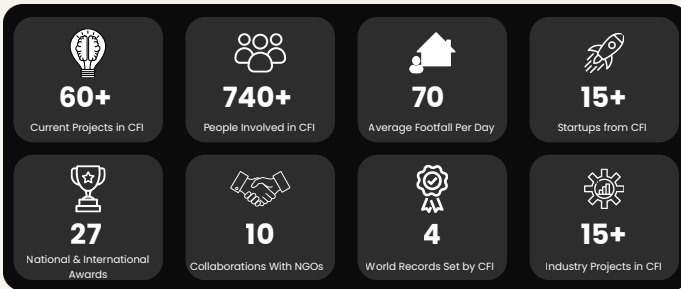 60+
Current Projects in CFI
740+
People Involved in CFI
70
Average Footfall Per Day
15+
Startups from CFI
27
National & International
Awards
10
Collaborations With NGOs
4
World Records Set by CFI
15+
Industry Projects in CFI